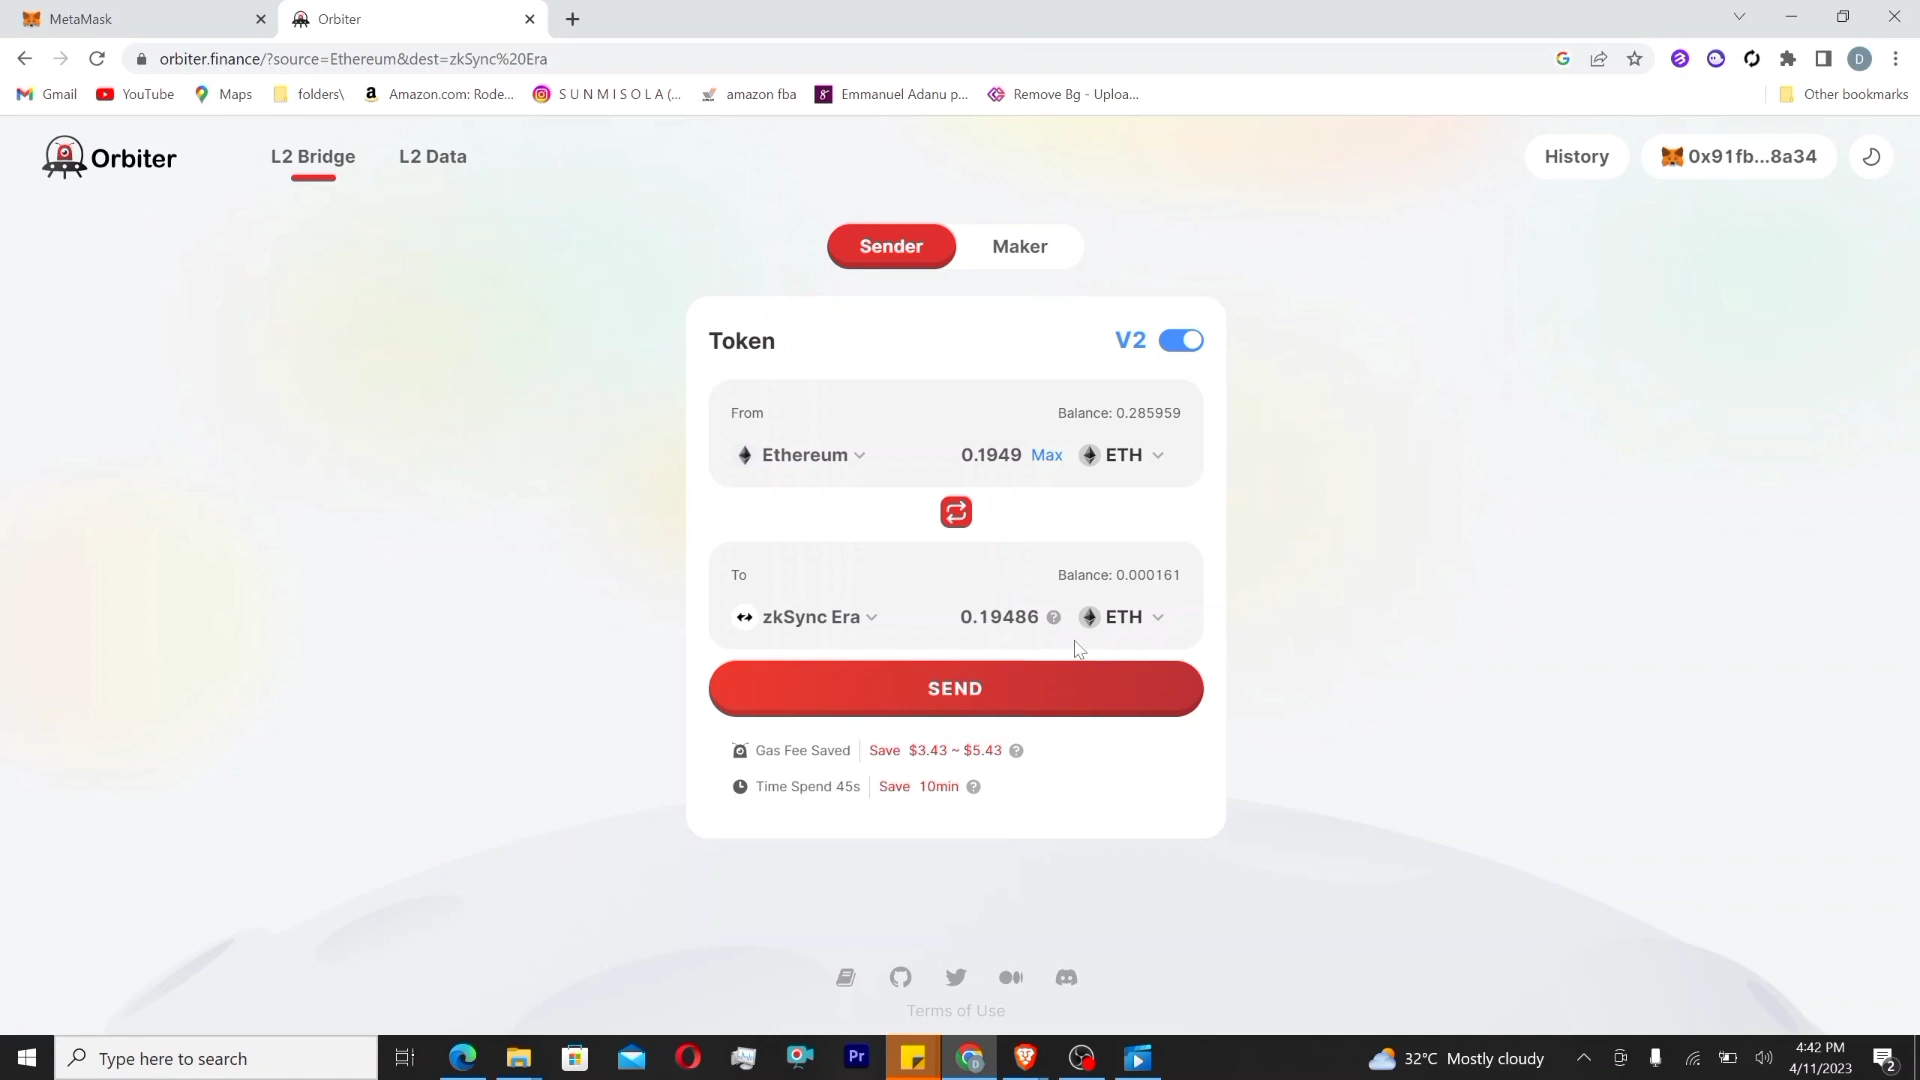 MetaMask
Orbiter
orbiter.finance/?source=Ethereum&dest=zkSync%20Era
D
Gmail YouTube Maps folders\ Amazon.com: Rode... S U N M I S O L A (... amazon fba Emmanuel Adanu p... Remove Bg - Uploa... Other bookmarks
Orbiter L2 Bridge L2 Data History 0x91fb...8a34
Sender Maker
Token V2
From Balance: 0.285959
Ethereum 0.1949 Max ETH
To Balance: 0.000161
zkSync Era 0.19486 ? ETH
SEND
Gas Fee Saved Save $3.43 ~ $5.43 ?
Time Spend 45s Save 10min ?
Terms of Use
Type here to search
Pr
32°C Mostly cloudy
4:42 PM
4/11/2023
2